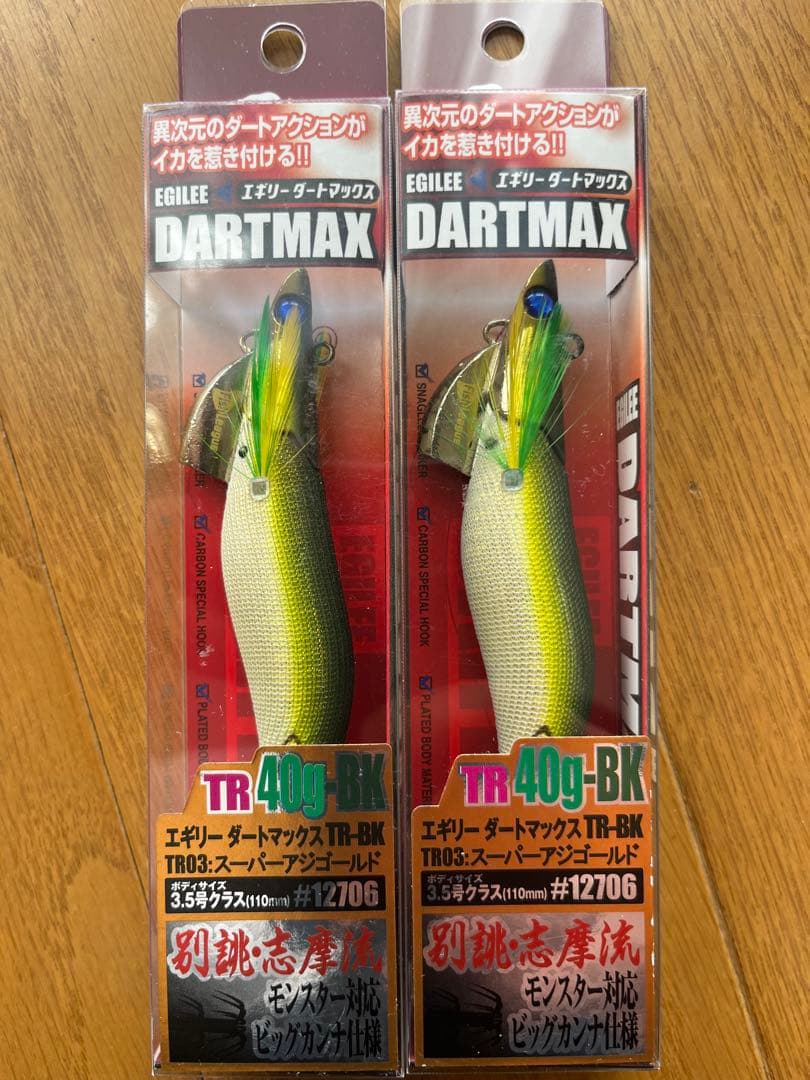 異次元のダートアクションが
イカを惹き付ける!!
EGILEE エギリー ダートマックス
DARTMAX
CARBON SPECIAL HOOK
PLATED BODY
TR 40g-BK
エギリー ダートマックス TR-BK
TR03:スーパーアジゴールド
ボディサイズ
3.5号クラス(110mm) #12706
別誂・志摩流
モンスター対応
ビッグカンナ仕様
異次元のダートアクションが
イカを惹き付ける!!
EGILEE エギリー ダートマックス
DARTMAX
CARBON SPECIAL HOOK
PLATED BODY
EGILEE
TR 40g-BK
エギリー ダートマックス TR-BK
TR03:スーパーアジゴールド
ボディサイズ
3.5号クラス(110mm) #12706
別誂・志摩流
モンスター対応
ビッグカンナ仕様